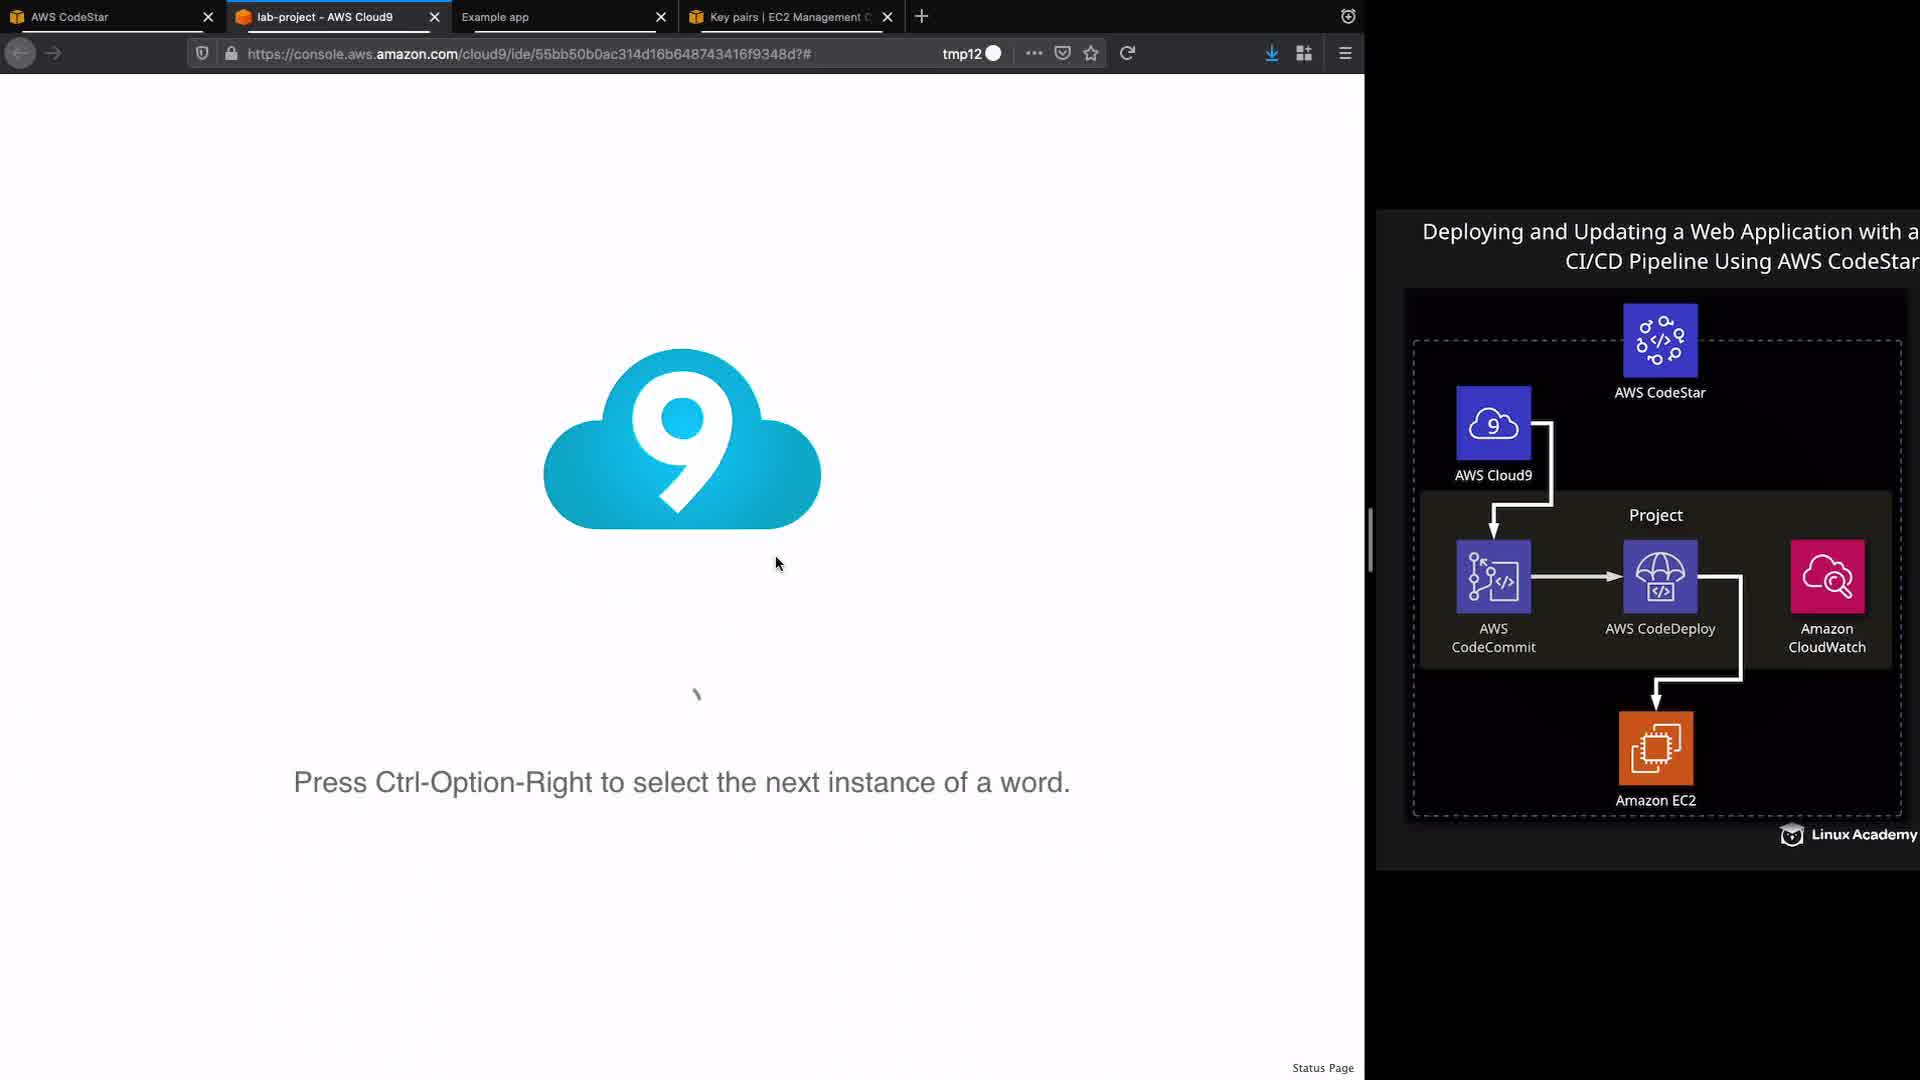 AWS CodeStar
lab-project - AWS Cloud9
Example app
Key pairs | EC2 Management C
https://console.aws.amazon.com/cloud9/ide/55bb50b0ac314d16b648743416f9348d?#
tmp12
9
Press Ctrl-Option-Right to select the next instance of a word.
Status Page
Deploying and Updating a Web Application with a
CI/CD Pipeline Using AWS CodeStar
AWS CodeStar
9
AWS Cloud9
Project
AWS
CodeCommit
AWS CodeDeploy
Amazon
CloudWatch
Amazon EC2
Linux Academy